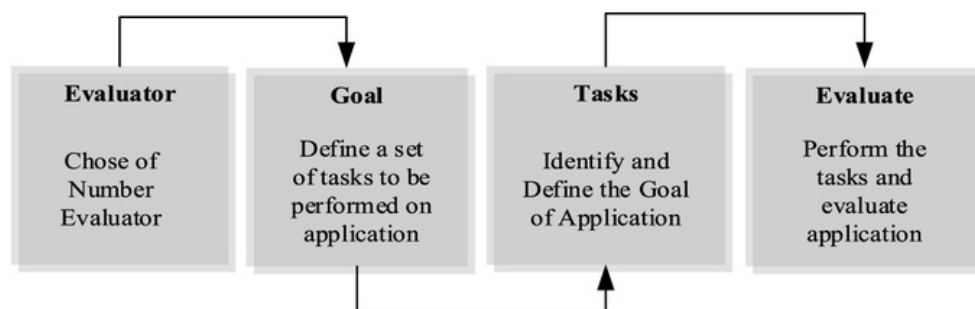 Evaluator
Chose of
Number
Evaluator
Goal
Define a set
of tasks to be
performed on
application
Tasks
Identify and
Define the Goal
of Application
Evaluate
Perform the
tasks and
evaluate
application